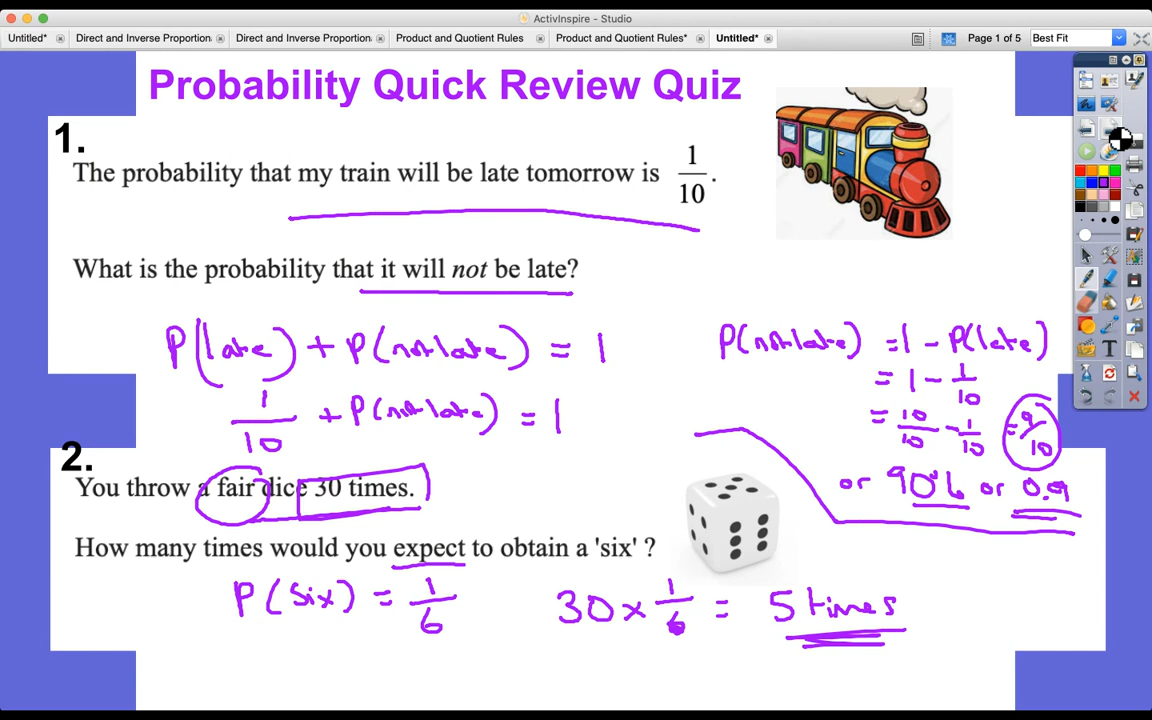 ActivInspire - Studio
Untitled* Direct and Inverse Proportion Direct and Inverse Proportion Product and Quotient Rules Product and Quotient Rules* Untitled* Page 1 of 5 Best Fit
Probability Quick Review Quiz
1.
The probability that my train will be late tomorrow is 1/10.
What is the probability that it will not be late?
P(late) + P(not late) = 1
1/10 + P(not late) = 1
P(not late) = 1 - P(late)
= 1 - 1/10
= 10/10 - 1/10 = 9/10
or 90% or 0.9
2.
You throw a fair dice 30 times.
How many times would you expect to obtain a 'six' ?
P(six) = 1/6
30 x 1/6 = 5 times